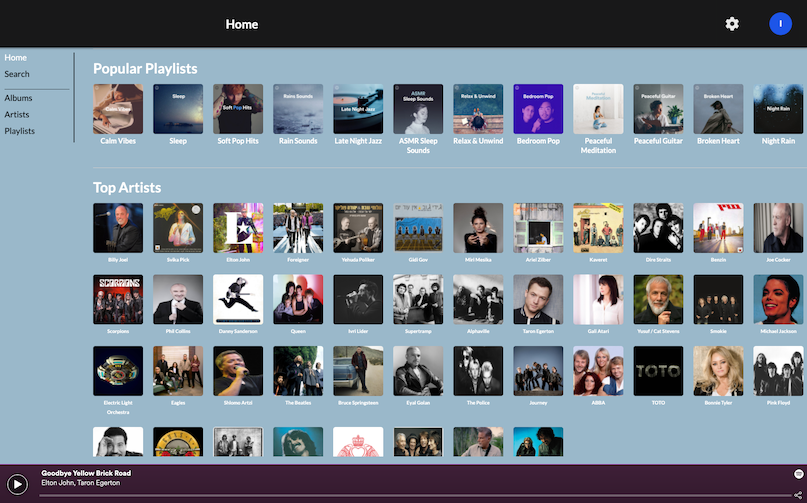 Home
I
Home
Search
Albums
Artists
Playlists
Popular Playlists
Calm Vibes
Sleep
Soft Pop Hits
Rain Sounds
Late Night Jazz
ASMR
Sleep Sounds
Relax & Unwind
Bedroom Pop
Peaceful
Meditation
Peaceful Guitar
Broken Heart
Night Rain
Calm Vibes
Sleep
Soft Pop Hits
Rain Sounds
Late Night Jazz
ASMR Sleep
Sounds
Relax & Unwind
Bedroom Pop
Peaceful
Meditation
Peaceful Guitar
Broken Heart
Night Rain
Top Artists
Billy Joel
Selka Pick
Elton John
Foreigner
Yehuda Poliker
Gidi Gov
Miri Mesika
Ariel Zilber
Kaveret
Dire Straits
Benzin
Joe Cocker
SCORPIONS
Scorpions
Phil Collins
Danny Sanderson
Queen
Ivri Lider
Supertramp
Alphaville
Taron Egerton
Gali Atari
Yusuf / Cat Stevens
Smokie
Michael Jackson
TOTO
Electric Light
Orchestra
Eagles
Shlomo Artzi
The Beatles
Bruce Springsteen
Eyal Golan
The Police
Journey
ABBA
TOTO
Bonnie Tyler
Pink Floyd
Goodbye Yellow Brick Road
Elton John, Taron Egerton